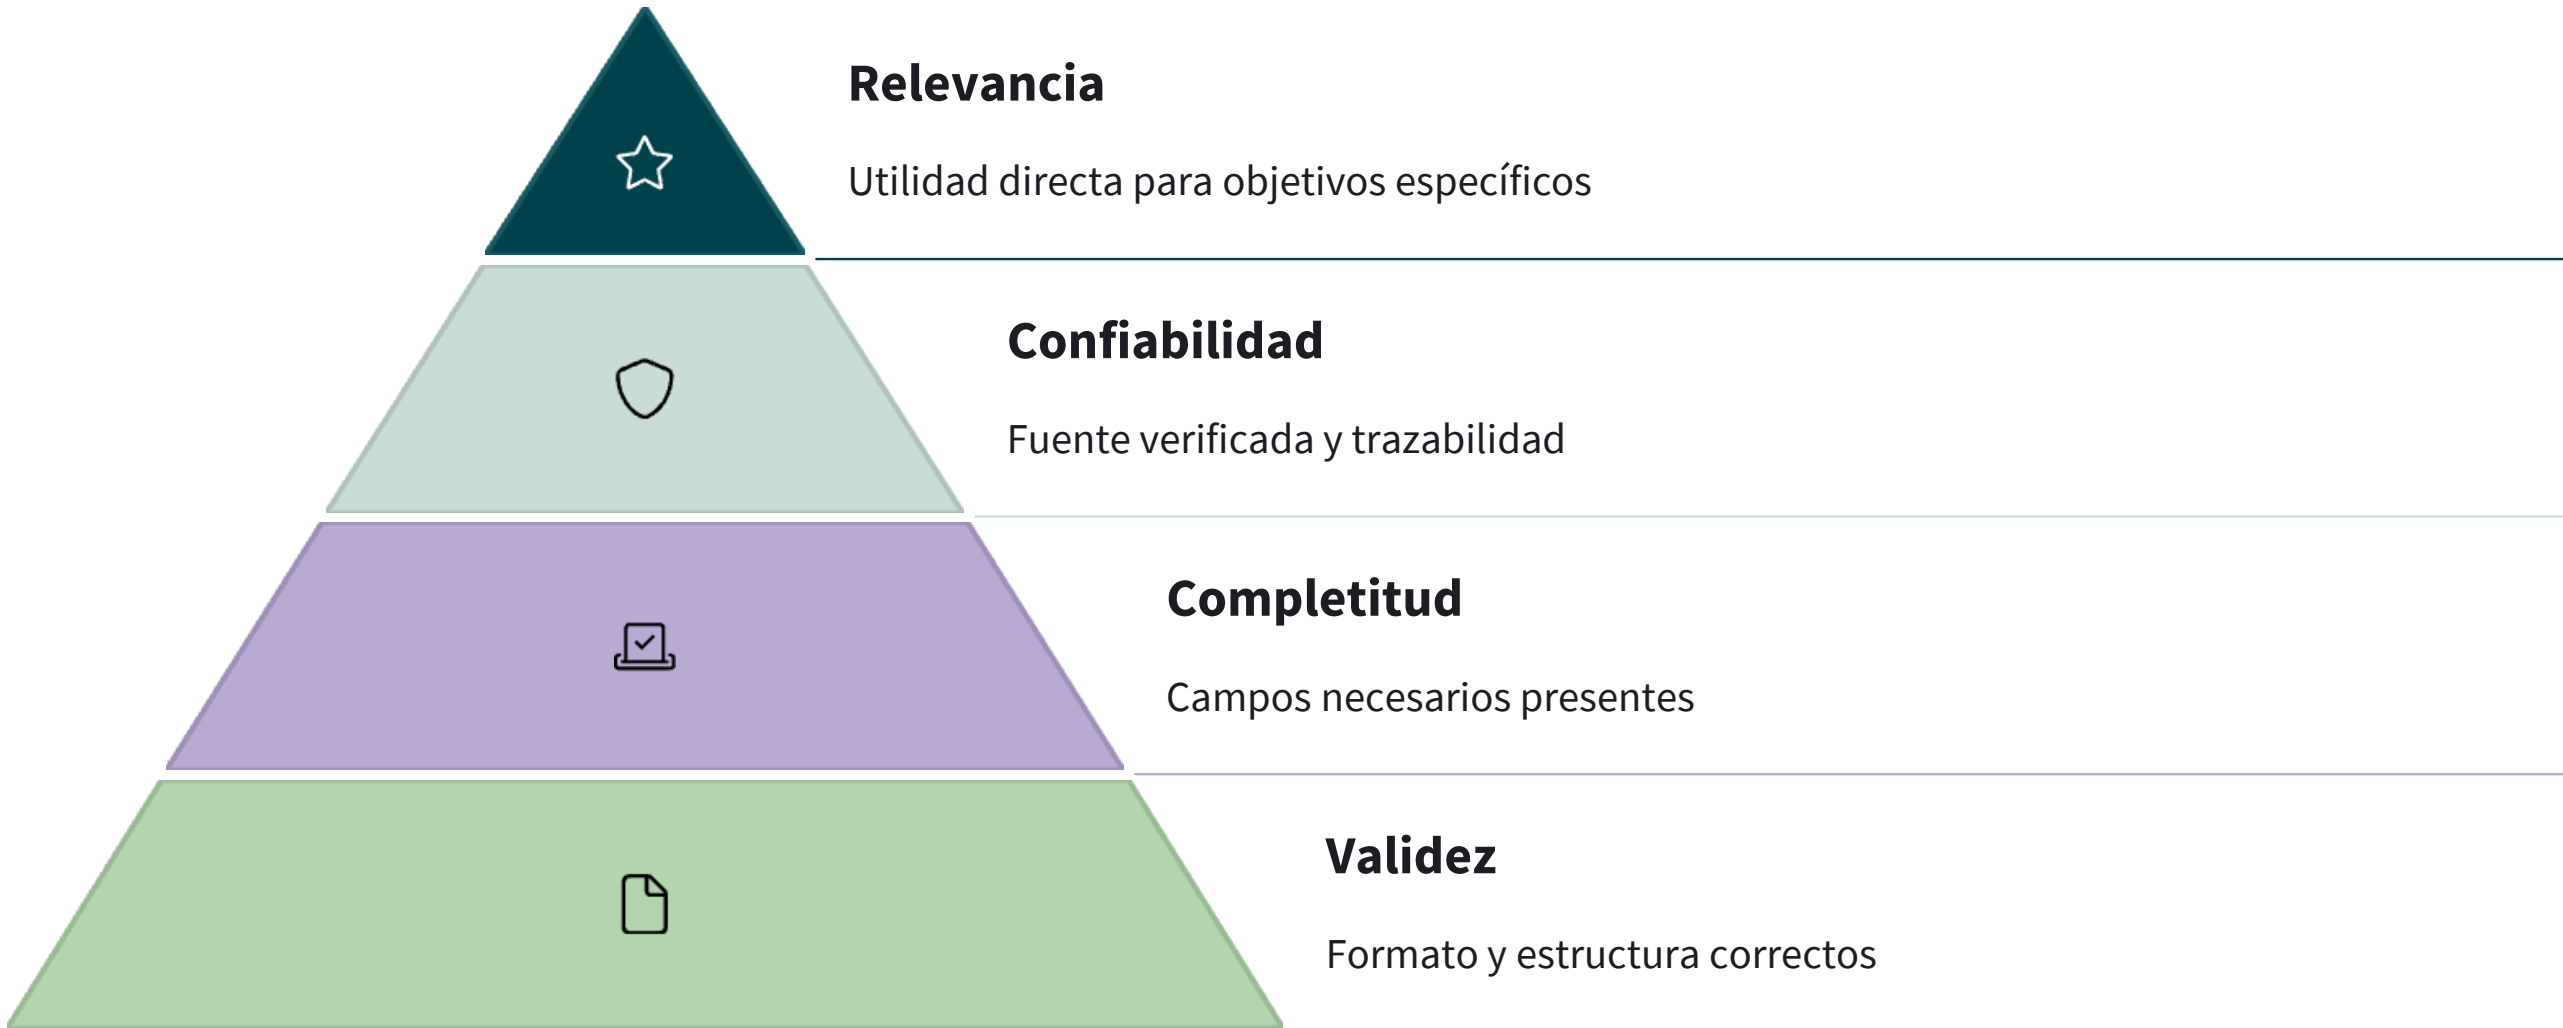 Relevancia
Utilidad directa para objetivos específicos
Confiabilidad
Fuente verificada y trazabilidad
Completitud
Campos necesarios presentes
Validez
Formato y estructura correctos